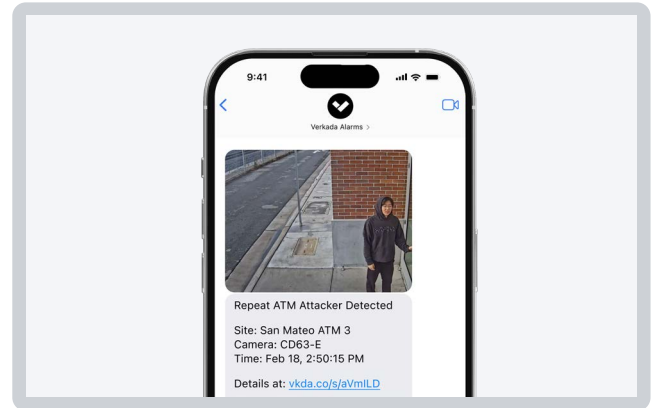 9:41
Verkada Alarms >
Repeat ATM Attacker Detected
Site: San Mateo ATM 3
Camera: CD63-E
Time: Feb 18, 2:50:15 PM
Details at: vkda.co/s/aVmILD